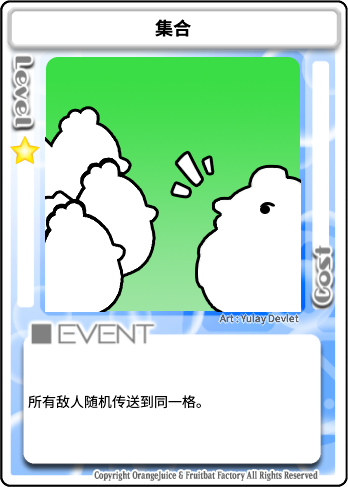 集合
Level
Cost
Art : Yulay Devlet
EVENT
所有敌人随机传送到同一格。
Copyright OrangeJuice & Fruitbat Factory All Rights Reserved